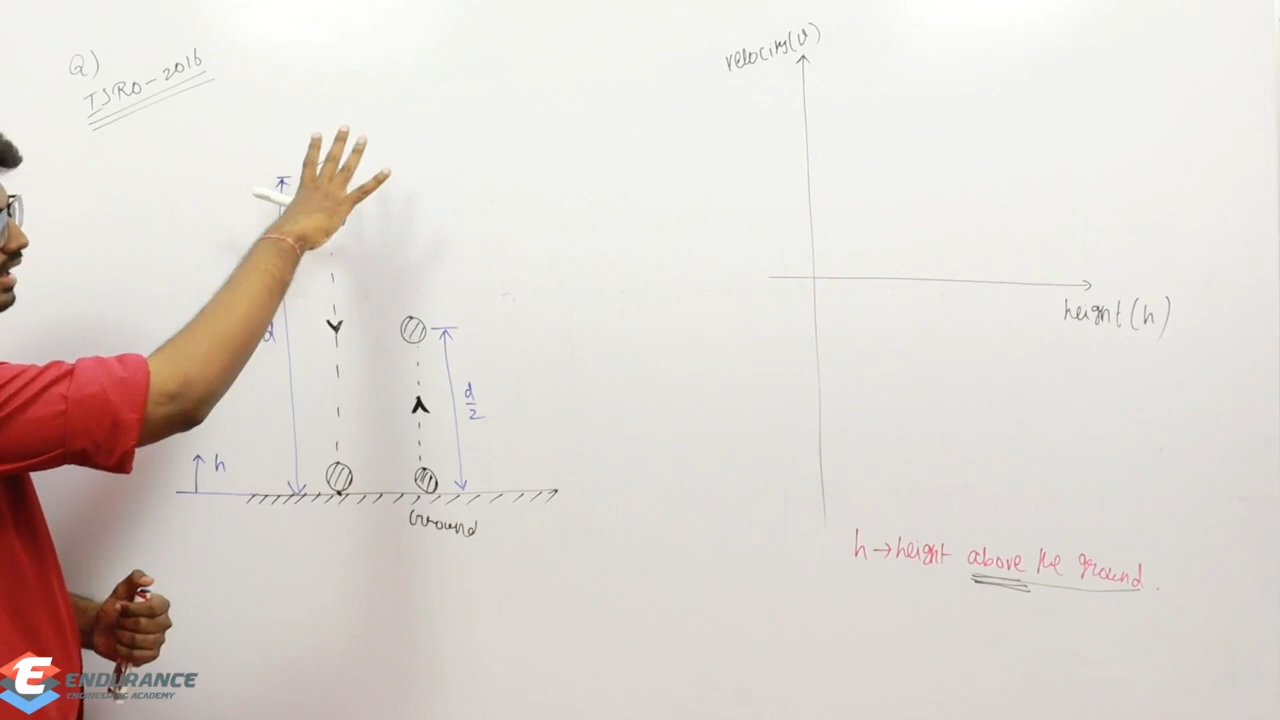 Q)
ISRO-2016
velocity(v)
height(h)
d
d/2
h
Ground
h→height above the ground.
ENDURANCE
ENGINEERING ACADEMY